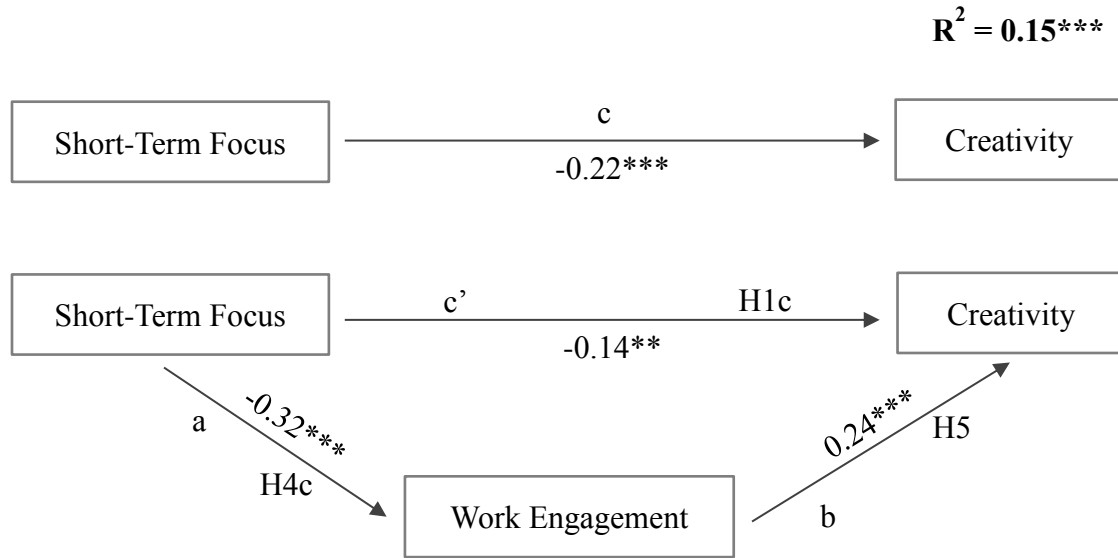 R² = 0.15***
c
Short-Term Focus
Creativity
-0.22***
c’
H1c
Short-Term Focus
Creativity
-0.14**
a
-0.32***
H4c
0.24***
H5
Work Engagement
b